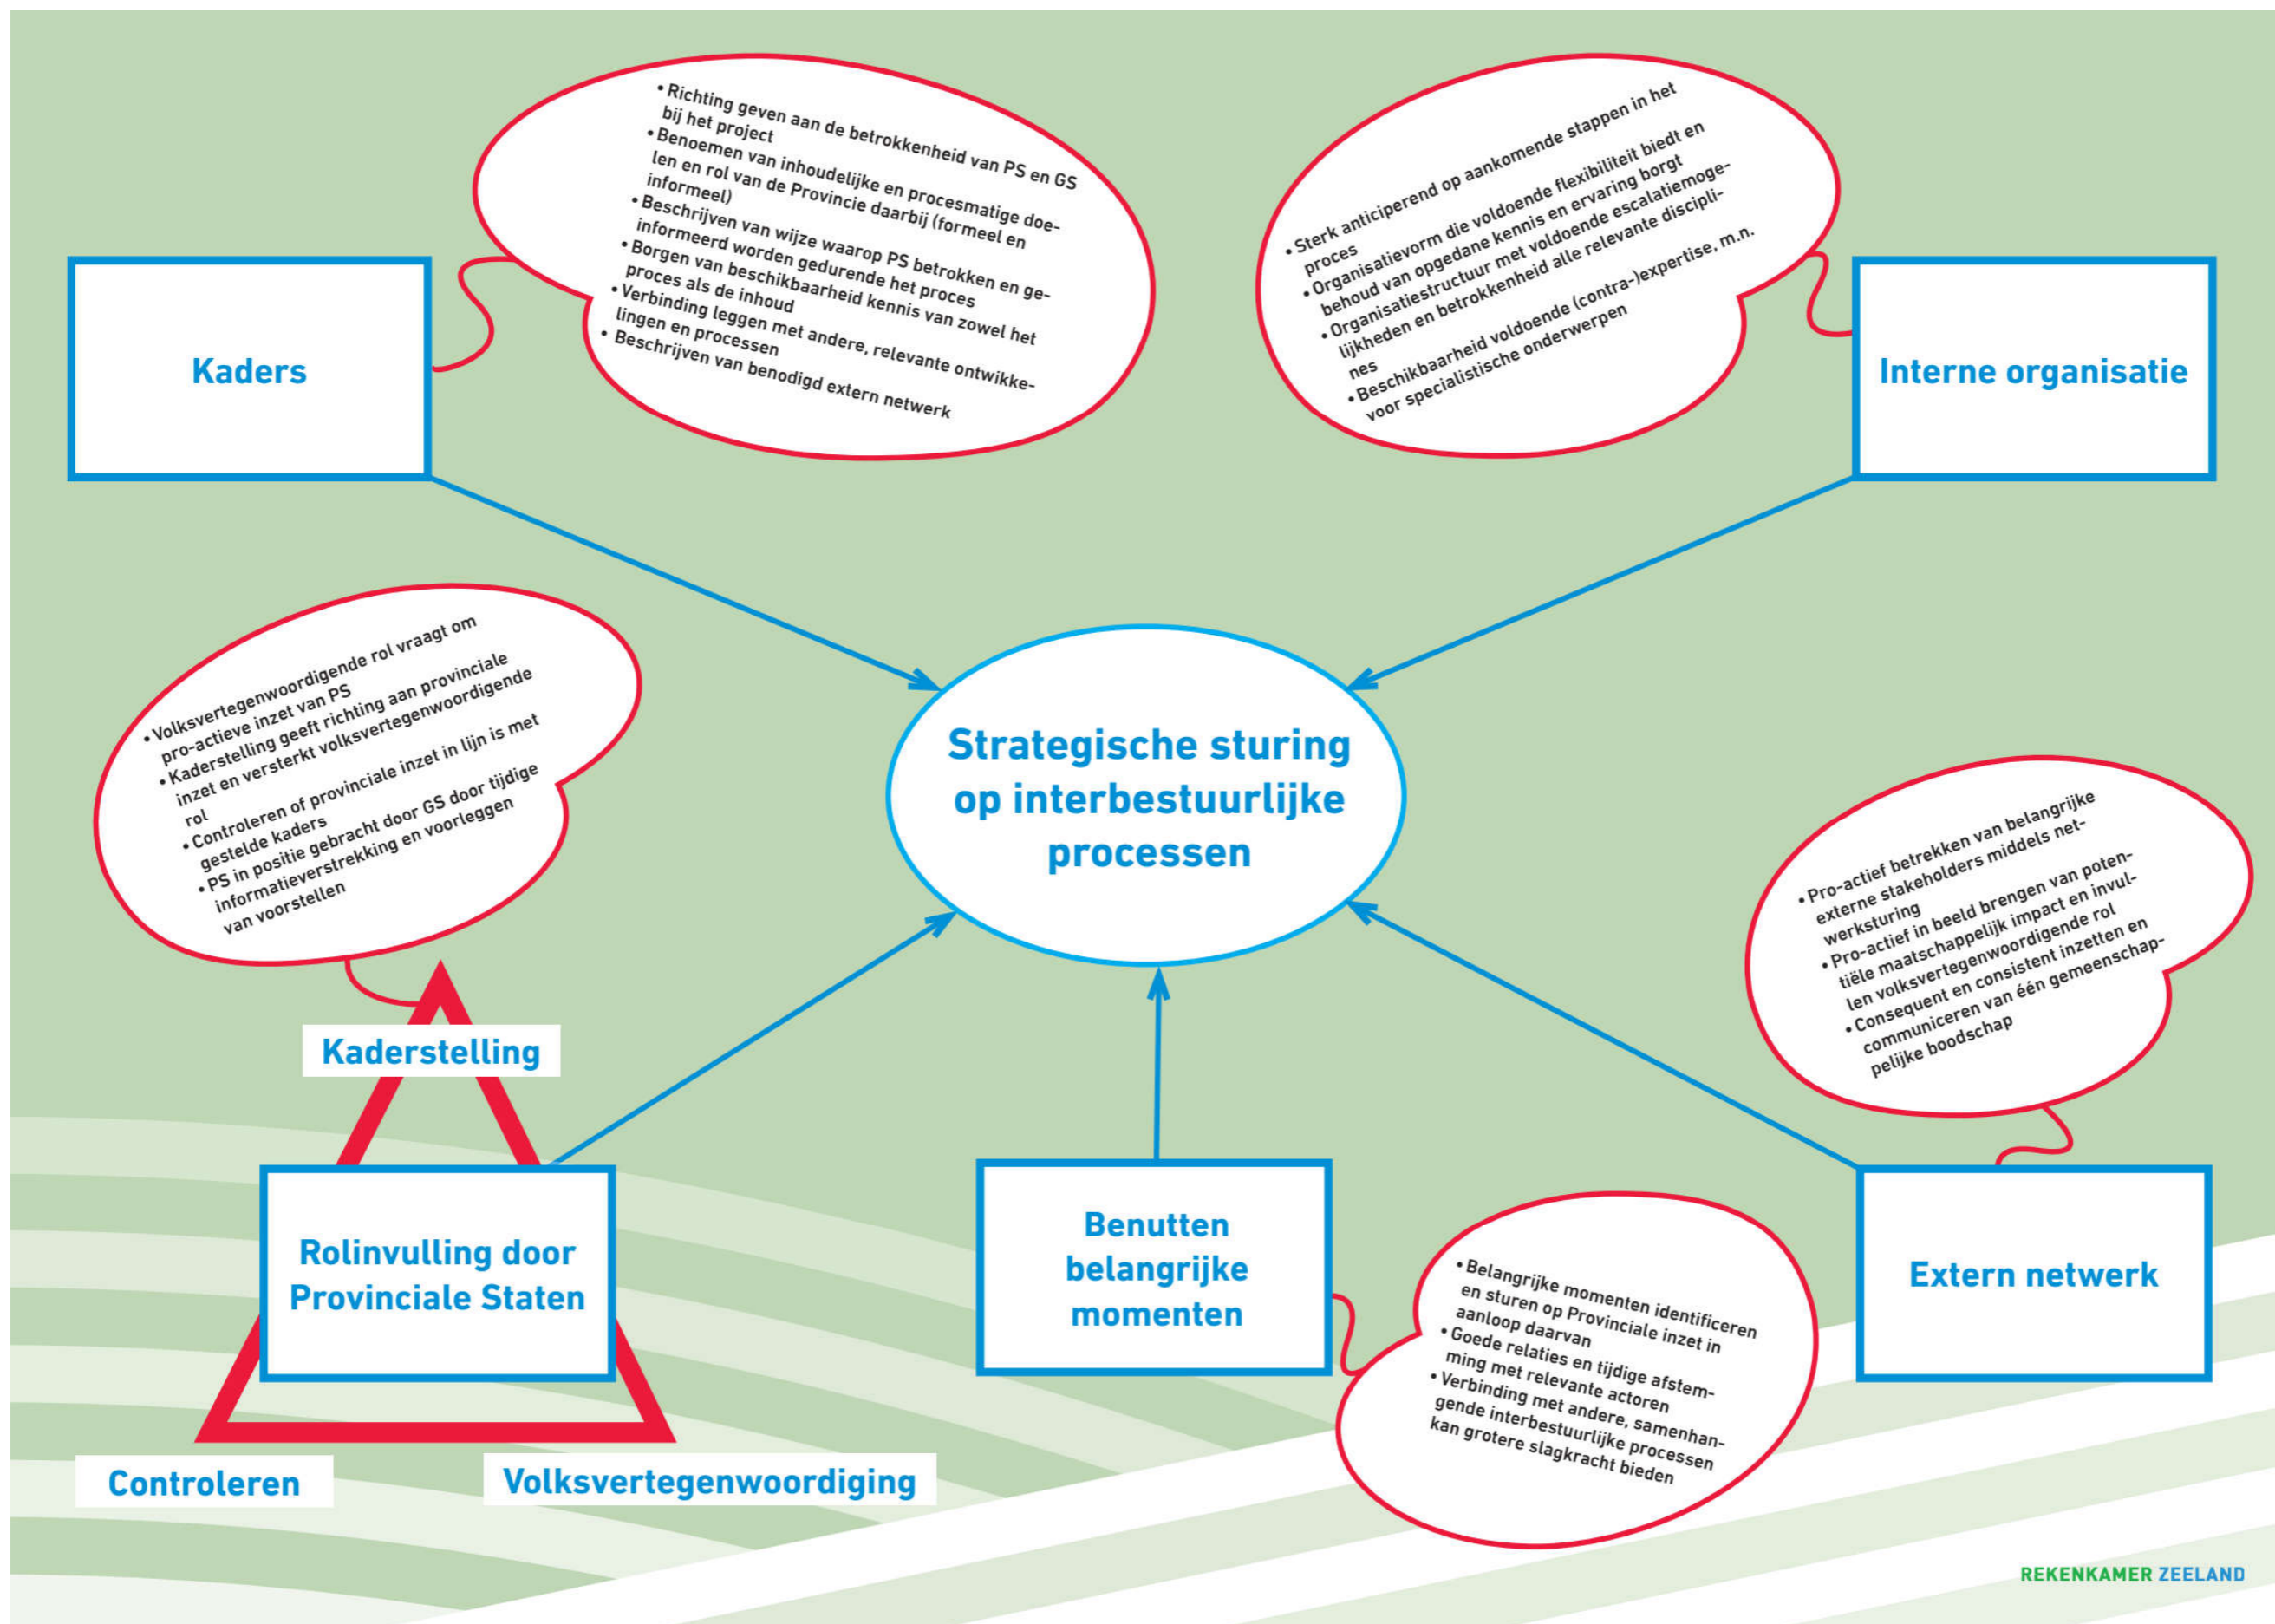 • Richting geven aan de betrokkenheid van PS en GS
bij het project
• Benoemen van inhoudelijke en procesmatige doe-
len en rol van de Provincie daarbij (formeel en
informeel)
• Beschrijven van wijze waarop PS betrokken en ge-
informeerd worden gedurende het proces
• Borgen van beschikbaarheid kennis van zowel het
proces als de inhoud
• Verbinding leggen met andere, relevante ontwikke-
lingen en processen
• Beschrijven van benodigd extern netwerk
• Sterk anticiperend op aankomende stappen in het
proces
• Organisatievorm die voldoende flexibiliteit biedt en
behoud van opgedane kennis en ervaring borgt
• Organisatiestructuur met voldoende escalatiemoge-
lijkheden en betrokkenheid alle relevante discipli-
nes
• Beschikbaarheid voldoende (contra-)expertise, m.n.
voor specialistische onderwerpen
Kaders
Interne organisatie
• Volksvertegenwoordigende rol vraagt om
pro-actieve inzet van PS
• Kaderstelling geeft richting aan provinciale
inzet en versterkt volksvertegenwoordigende
rol
• Controleren of provinciale inzet in lijn is met
gestelde kaders
• PS in positie gebracht door GS door tijdige
informatieverstrekking en voorleggen
van voorstellen
Strategische sturing
op interbestuurlijke
processen
• Pro-actief betrekken van belangrijke
externe stakeholders middels net-
werksturing
• Pro-actief in beeld brengen van poten-
tiële maatschappelijk impact en invul-
len volksvertegenwoordigende rol
• Consequent en consistent inzetten en
communiceren van één gemeenschap-
pelijke boodschap
Kaderstelling
Rolinvulling door
Provinciale Staten
Benutten
belangrijke
momenten
• Belangrijke momenten identificeren
en sturen op Provinciale inzet in
aanloop daarvan
• Goede relaties en tijdige afstem-
ming met relevante actoren
• Verbinding met andere, samenhan-
gende interbestuurlijke processen
kan grotere slagkracht bieden
Extern netwerk
Controleren
Volksvertegenwoordiging
REKENKAMER ZEELAND